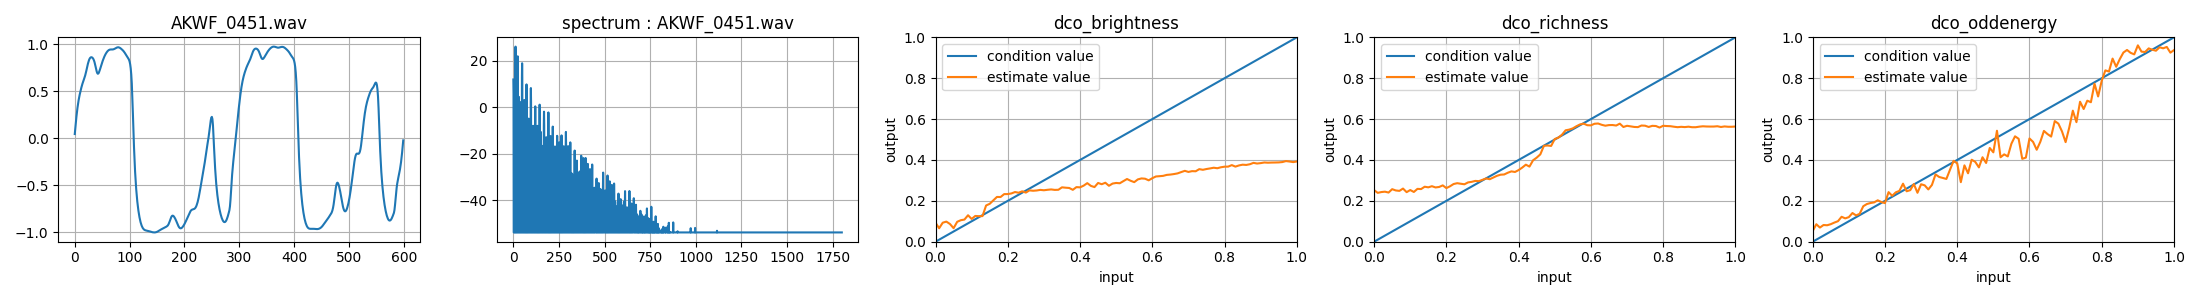 AKWF_0451.wav
1.0
0.5
0.0
−0.5
−1.0
0 100 200 300 400 500 600
spectrum : AKWF_0451.wav
20
0
−20
−40
0 250 500 750 1000 1250 1500 1750
dco_brightness
condition value
estimate value
output
1.0
0.8
0.6
0.4
0.2
0.0
0.0 0.2 0.4 0.6 0.8 1.0
input
dco_richness
condition value
estimate value
output
1.0
0.8
0.6
0.4
0.2
0.0
0.0 0.2 0.4 0.6 0.8 1.0
input
dco_oddenergy
condition value
estimate value
output
1.0
0.8
0.6
0.4
0.2
0.0
0.0 0.2 0.4 0.6 0.8 1.0
input